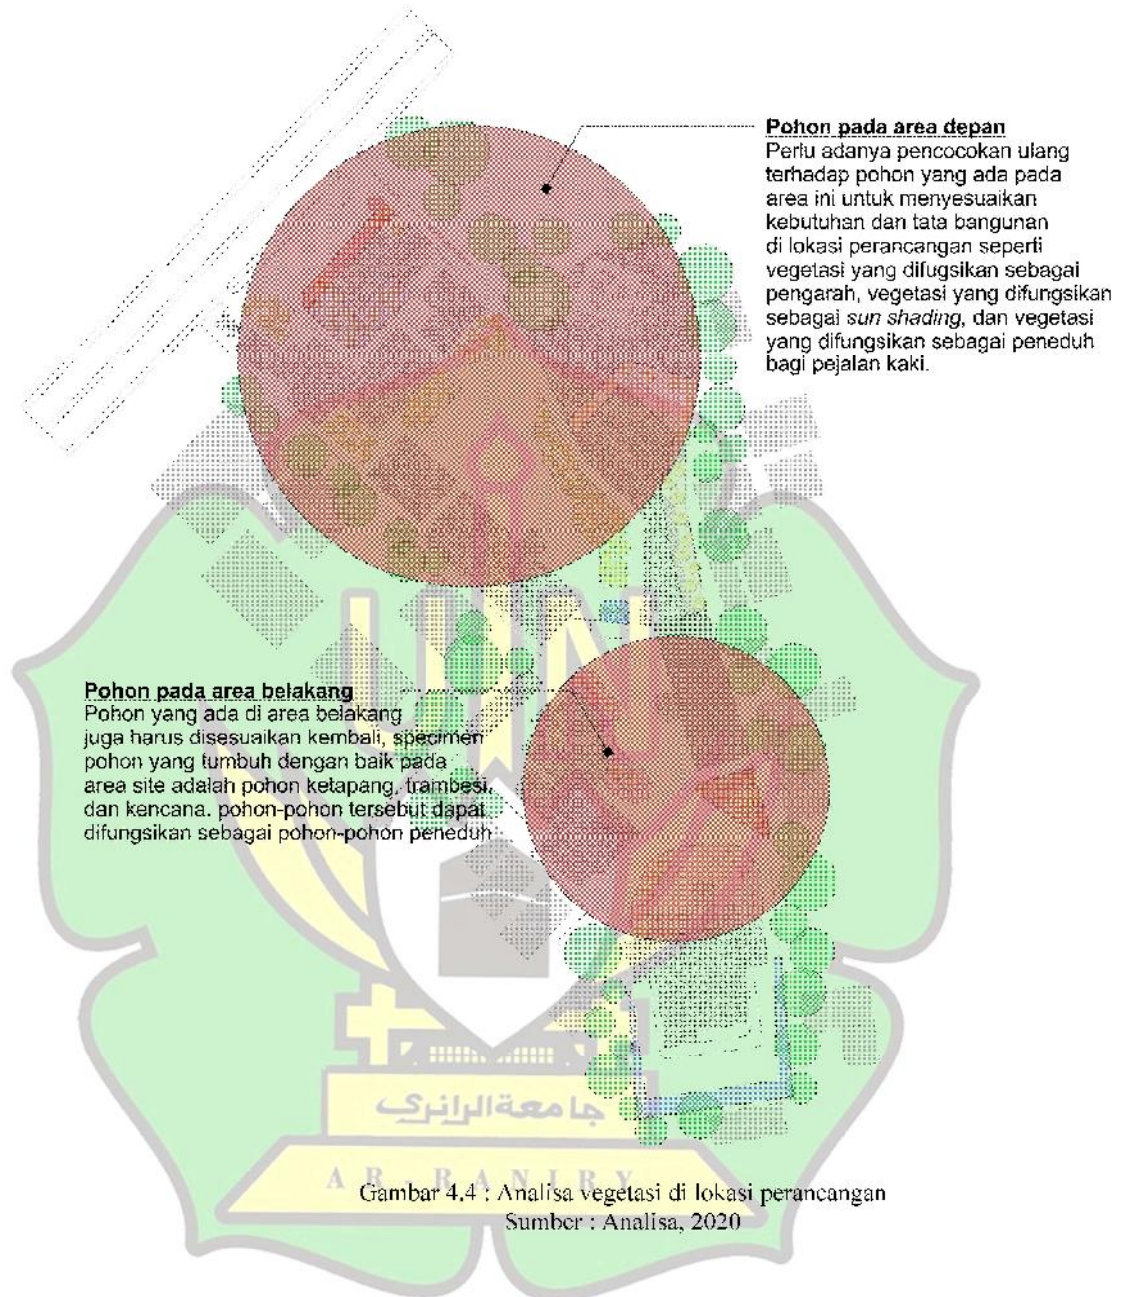 Pohon pada area depan
Perlu adanya pencocokan ulang
terhadap pohon yang ada pada
area ini untuk menyesuaikan
kebutuhan dan tata bangunan
di lokasi perancangan seperti
vegetasi yang difugsikan sebagai
pengarah, vegetasi yang difungsikan
sebagai sun shading, dan vegetasi
yang difungsikan sebagai peneduh
bagi pejalan kaki.
UIN
Pohon pada area belakang
Pohon yang ada di area belakang
juga harus disesuaikan kembali, specimen
pohon yang tumbuh dengan baik pada
area site adalah pohon ketapang, trambesi,
dan kencana. pohon-pohon tersebut dapat
difungsikan sebagai pohon-pohon peneduh
جامعة الرانري
AR-RANIRY
Gambar 4.4 : Analisa vegetasi di lokasi perancangan
Sumber : Analisa, 2020